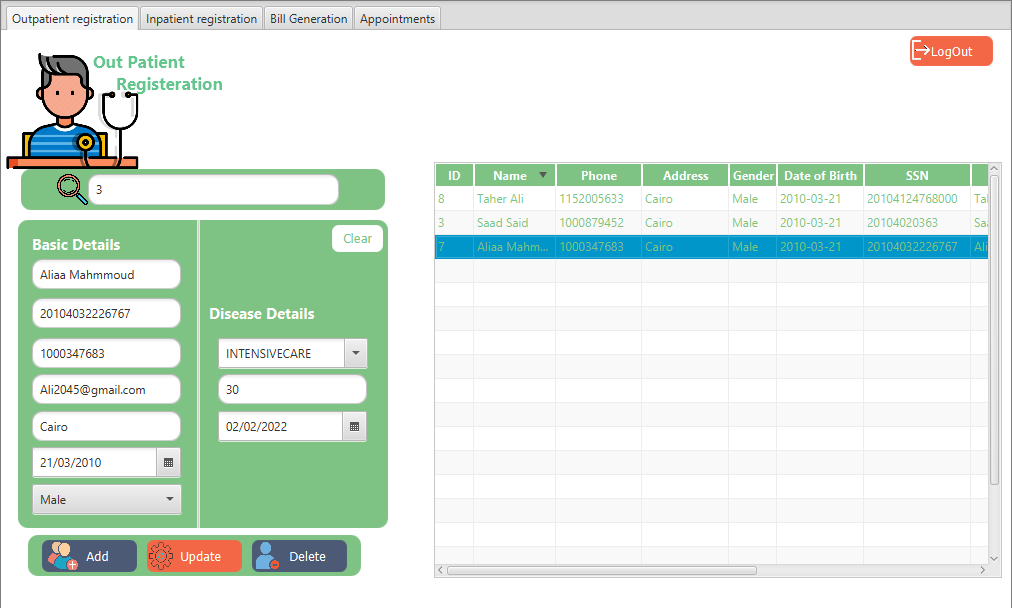 Outpatient registration Inpatient registration Bill Generation Appointments
LogOut
Out Patient
Registeration
3
Basic Details
Clear
Aliaa Mahmmoud
20104032226767
1000347683
Ali2045@gmail.com
Cairo
21/03/2010
Male
Disease Details
INTENSIVECARE
30
02/02/2022
Add Update Delete
ID Name Phone Address Gender Date of Birth SSN
8 Taher Ali 1152005633 Cairo Male 2010-03-21 20104124768000 Tal
3 Saad Said 1000879452 Cairo Male 2010-03-21 20104020363 Saa
7 Aliaa Mahm... 1000347683 Cairo Male 2010-03-21 20104032226767 Ali